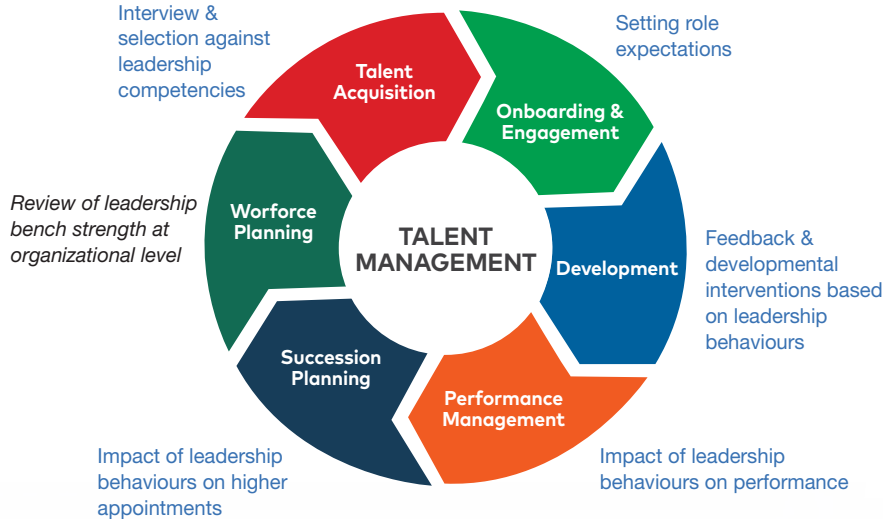 Interview &
selection against
leadership
competencies
Talent
Acquisition
Setting role
expectations
Onboarding &
Engagement
Review of leadership
bench strength at
organizational level
Worforce
Planning
TALENT
MANAGEMENT
Development
Feedback &
developmental
interventions based
on leadership
behaviours
Succession
Planning
Performance
Management
Impact of leadership
behaviours on higher
appointments
Impact of leadership
behaviours on performance